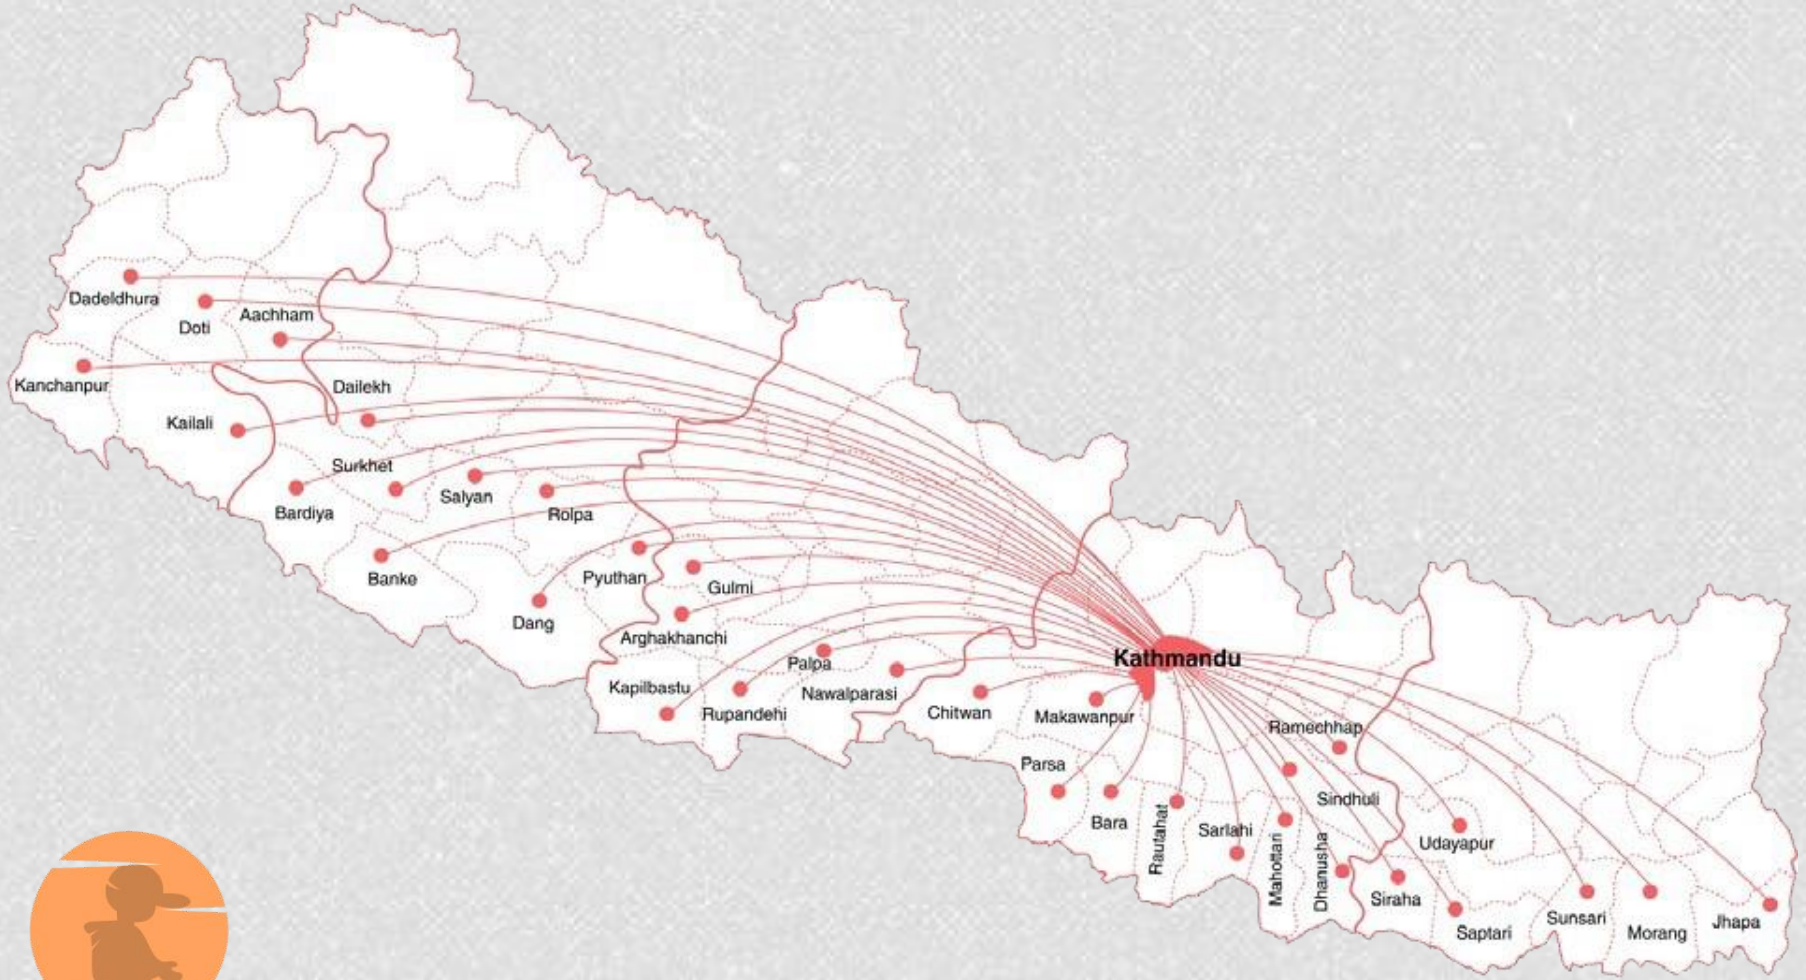 Dadeldhura
Doti
Aachham
Kanchanpur
Dailekh
Kailali
Surkhet
Salyan
Bardiya
Rolpa
Banke
Pyuthan
Gulmi
Dang
Arghakhanchi
Kathmandu
Palpa
Kapilbastu
Nawalparasi
Rupandehi
Chitwan
Makawanpur
Ramechhap
Parsa
Sindhuli
Bara
Rautahat
Sarlahi
Mahottari
Dhanusha
Udayapur
Siraha
Saptari
Sunsari
Morang
Jhapa